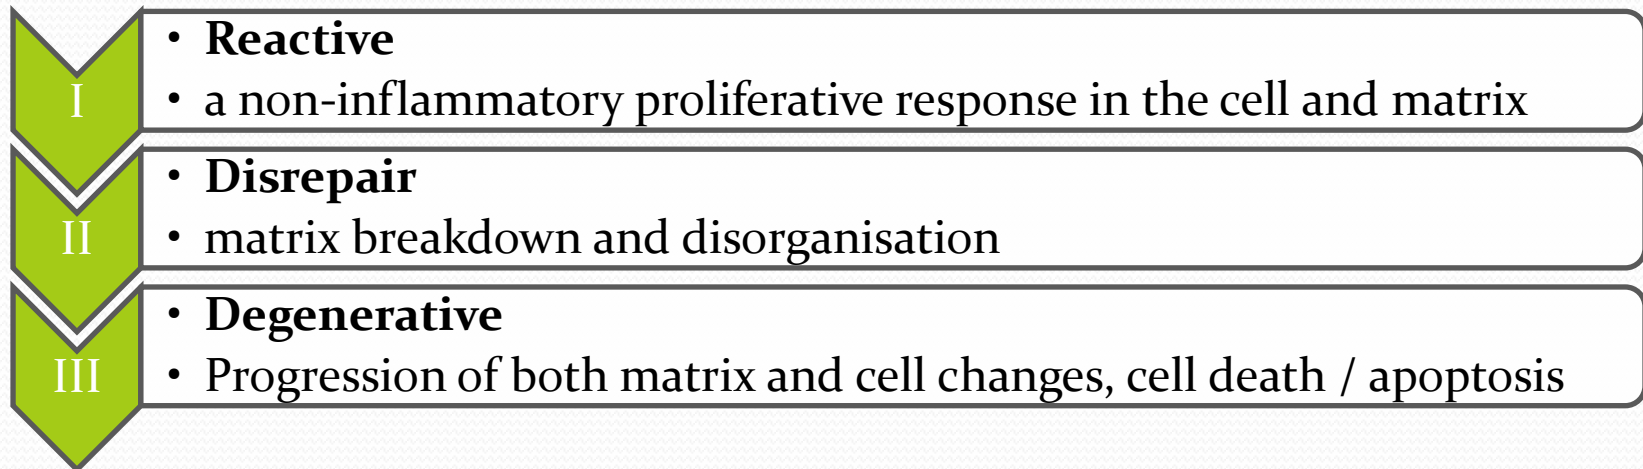 I
• Reactive
• a non-inflammatory proliferative response in the cell and matrix
II
• Disrepair
• matrix breakdown and disorganisation
III
• Degenerative
• Progression of both matrix and cell changes, cell death / apoptosis